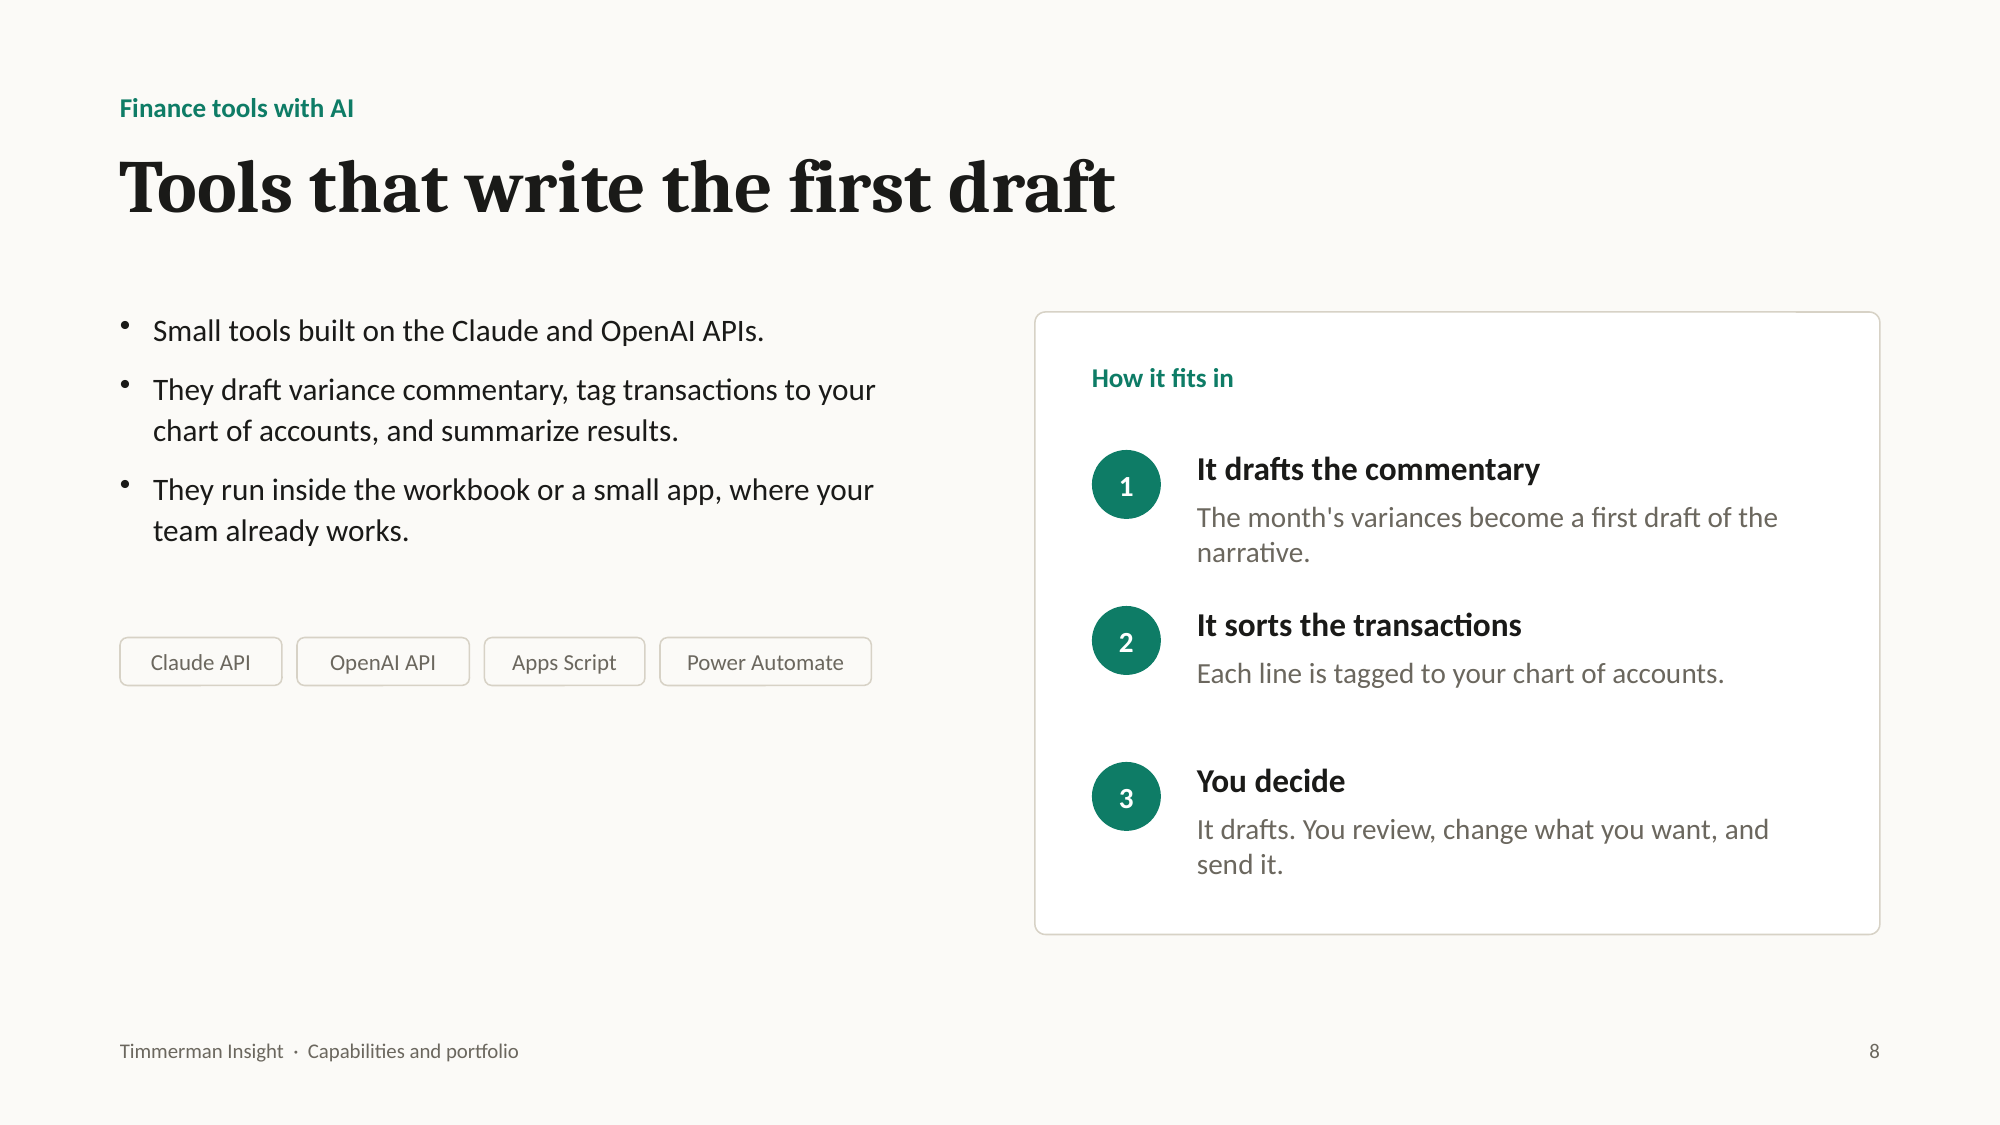 Finance tools with AI
Tools that write the first draft
• Small tools built on the Claude and OpenAI APIs.
• They draft variance commentary, tag transactions to your
chart of accounts, and summarize results.
• They run inside the workbook or a small app, where your
team already works.
Claude API
OpenAI API
Apps Script
Power Automate
How it fits in
1
It drafts the commentary
The month's variances become a first draft of the
narrative.
2
It sorts the transactions
Each line is tagged to your chart of accounts.
3
You decide
It drafts. You review, change what you want, and
send it.
Timmerman Insight · Capabilities and portfolio
8